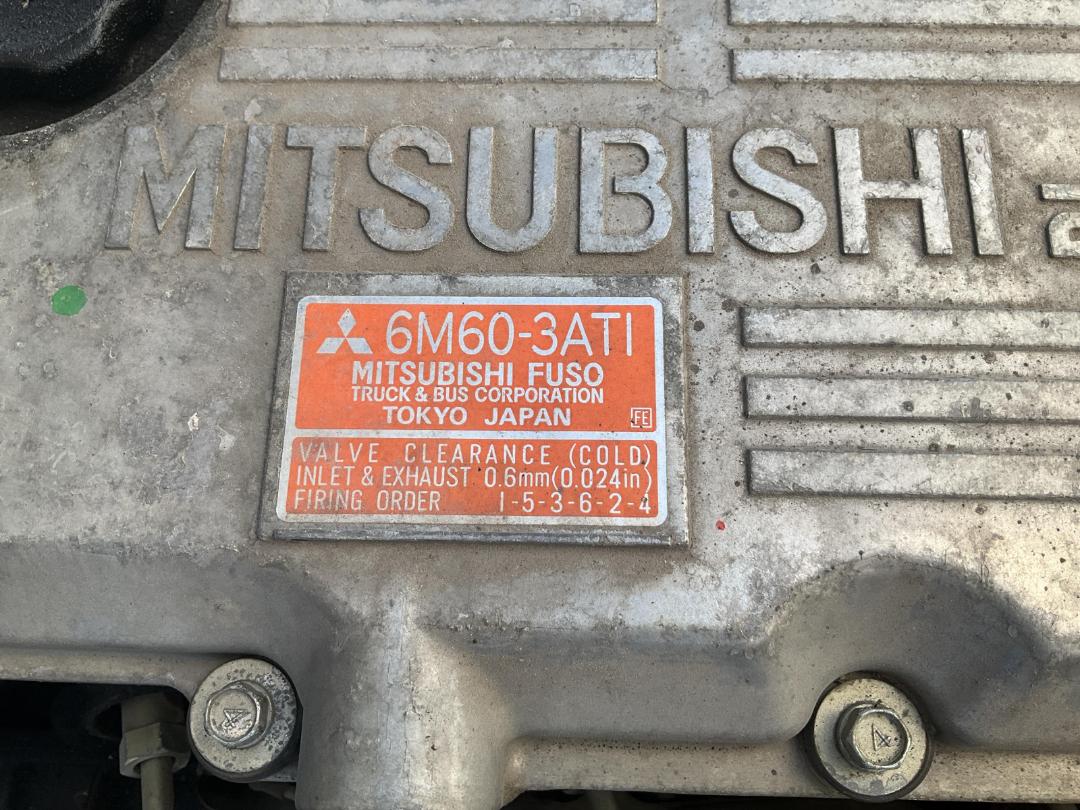 MITSUBISHI
6M60-3AT1
MITSUBISHI FUSO
TRUCK & BUS CORPORATION
TOKYO JAPAN
FE
VALVE CLEARANCE (COLD)
INLET & EXHAUST 0.6mm(0.024in)
FIRING ORDER 1-5-3-6-2-4
4
4